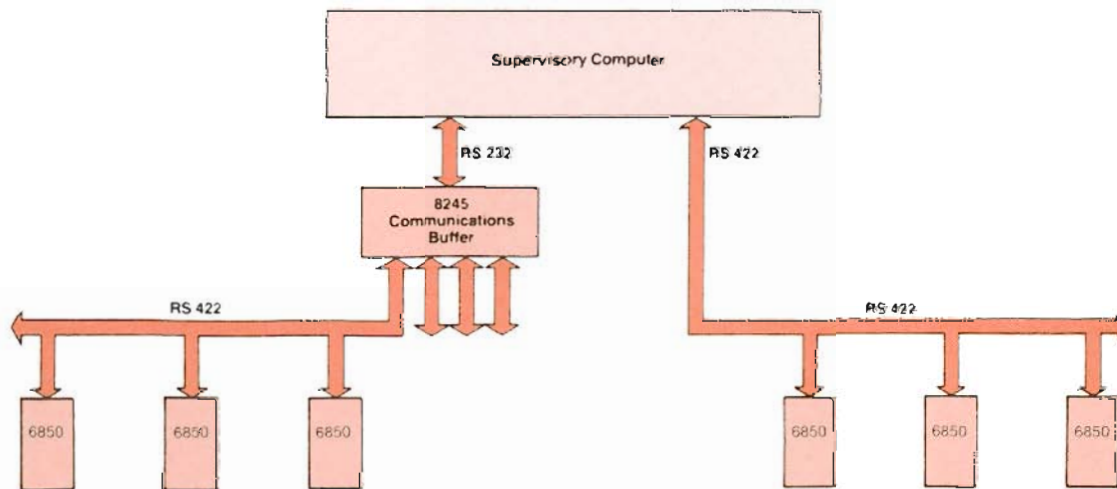 Supervisory Computer
RS 232
RS 422
8245
Communications
Buffer
RS 422
RS 422
6850
6850
6850
6850
6850
6850